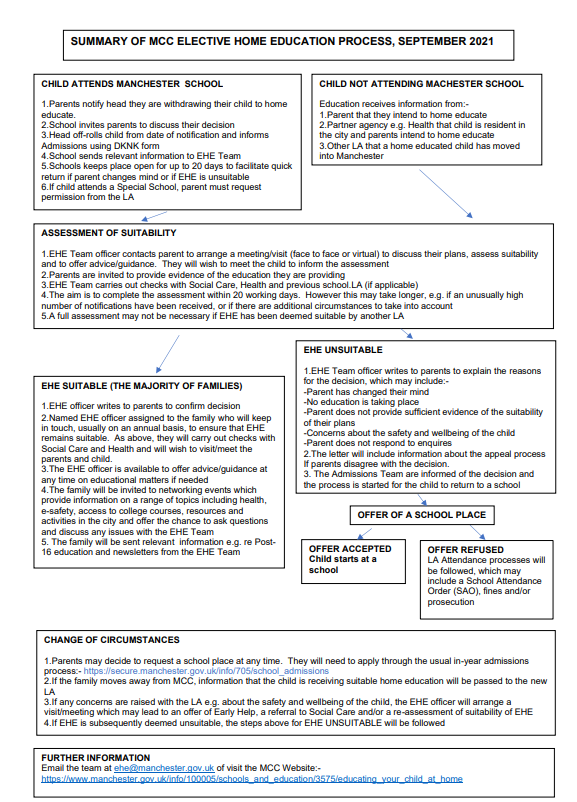 SUMMARY OF MCC ELECTIVE HOME EDUCATION PROCESS, SEPTEMBER 2021
CHILD ATTENDS MANCHESTER SCHOOL
1.Parents notify head they are withdrawing their child to home
educate.
2.School invites parents to discuss their decision
3.Head off-rolls child from date of notification and informs
Admissions using DKNK form
4.School sends relevant information to EHE Team
5.Schools keeps place open for up to 20 days to facilitate quick
return if parent changes mind or if EHE is unsuitable
6.If child attends a Special School, parent must request
permission from the LA
CHILD NOT ATTENDING MACHESTER SCHOOL
Education receives information from:-
1.Parent that they intend to home educate
2.Partner agency e.g. Health that child is resident in
the city and parents intend to home educate
3.Other LA that a home educated child has moved
into Manchester
ASSESSMENT OF SUITABILITY
1.EHE Team officer contacts parent to arrange a meeting/visit (face to face or virtual) to discuss their plans, assess suitability
and to offer advice/guidance. They will wish to meet the child to inform the assessment
2.Parents are invited to provide evidence of the education they are providing
3.EHE Team carries out checks with Social Care, Health and previous school.LA (if applicable)
4.The aim is to complete the assessment within 20 working days. However this may take longer, e.g. if an unusually high
number of notifications have been received, or if there are additional circumstances to take into account
5.A full assessment may not be necessary if EHE has been deemed suitable by another LA
EHE SUITABLE (THE MAJORITY OF FAMILIES)
1.EHE officer writes to parents to confirm decision
2.Named EHE officer assigned to the family who will keep
in touch, usually on an annual basis, to ensure that EHE
remains suitable. As above, they will carry out checks with
Social Care and Health and will wish to visit/meet the
parents and child.
3.The EHE officer is available to offer advice/guidance at
any time on educational matters if needed
4.The family will be invited to networking events which
provide information on a range of topics including health,
e-safety, access to college courses, resources and
activities in the city and offer the chance to ask questions
and discuss any issues with the EHE Team
5. The family will be sent relevant information e.g. re Post-
16 education and newsletters from the EHE Team
EHE UNSUITABLE
1.EHE Team officer writes to parents to explain the reasons
for the decision, which may include:-
-Parent has changed their mind
-No education is taking place
-Parent does not provide sufficient evidence of the suitability
of their plans
-Concerns about the safety and wellbeing of the child
-Parent does not respond to enquires
2.The letter will include information about the appeal process
If parents disagree with the decision.
3. The Admissions Team are informed of the decision and
the process is started for the child to return to a school
OFFER OF A SCHOOL PLACE
OFFER ACCEPTED
Child starts at a
school
OFFER REFUSED
LA Attendance processes will
be followed, which may
include a School Attendance
Order (SAO), fines and/or
prosecution
CHANGE OF CIRCUMSTANCES
1.Parents may decide to request a school place at any time. They will need to apply through the usual in-year admissions
process:- https://secure.manchester.gov.uk/info/705/school_admissions
2.If the family moves away from MCC, information that the child is receiving suitable home education will be passed to the new
LA
3.If any concerns are raised with the LA e.g. about the safety and wellbeing of the child, the EHE officer will arrange a
visit/meeting which may lead to an offer of Early Help, a referral to Social Care and/or a re-assessment of suitability of EHE
4.If EHE is subsequently deemed unsuitable, the steps above for EHE UNSUITABLE will be followed
FURTHER INFORMATION
Email the team at ehe@manchester.gov.uk of visit the MCC Website:-
https://www.manchester.gov.uk/info/100005/schools_and_education/3575/educating_your_child_at_home